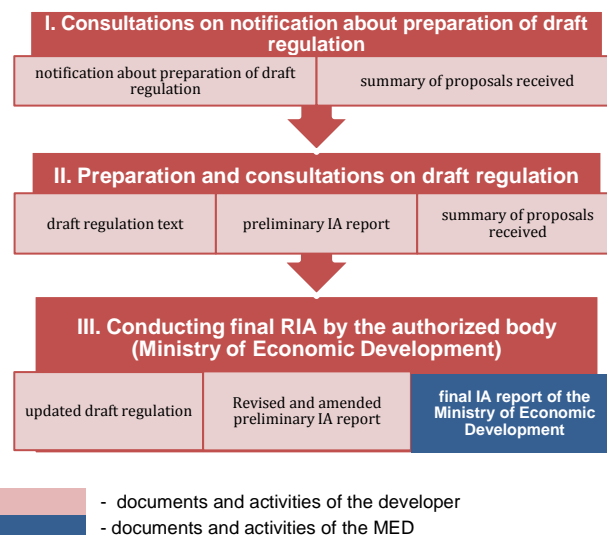 I. Consultations on notification about preparation of draft
regulation
notification about preparation of draft
regulation
summary of proposals received
II. Preparation and consultations on draft regulation
draft regulation text
preliminary IA report
summary of proposals
received
III. Conducting final RIA by the authorized body
(Ministry of Economic Development)
updated draft regulation
Revised and amended
preliminary IA report
final IA report of the
Ministry of Economic
Development
- documents and activities of the developer
- documents and activities of the MED